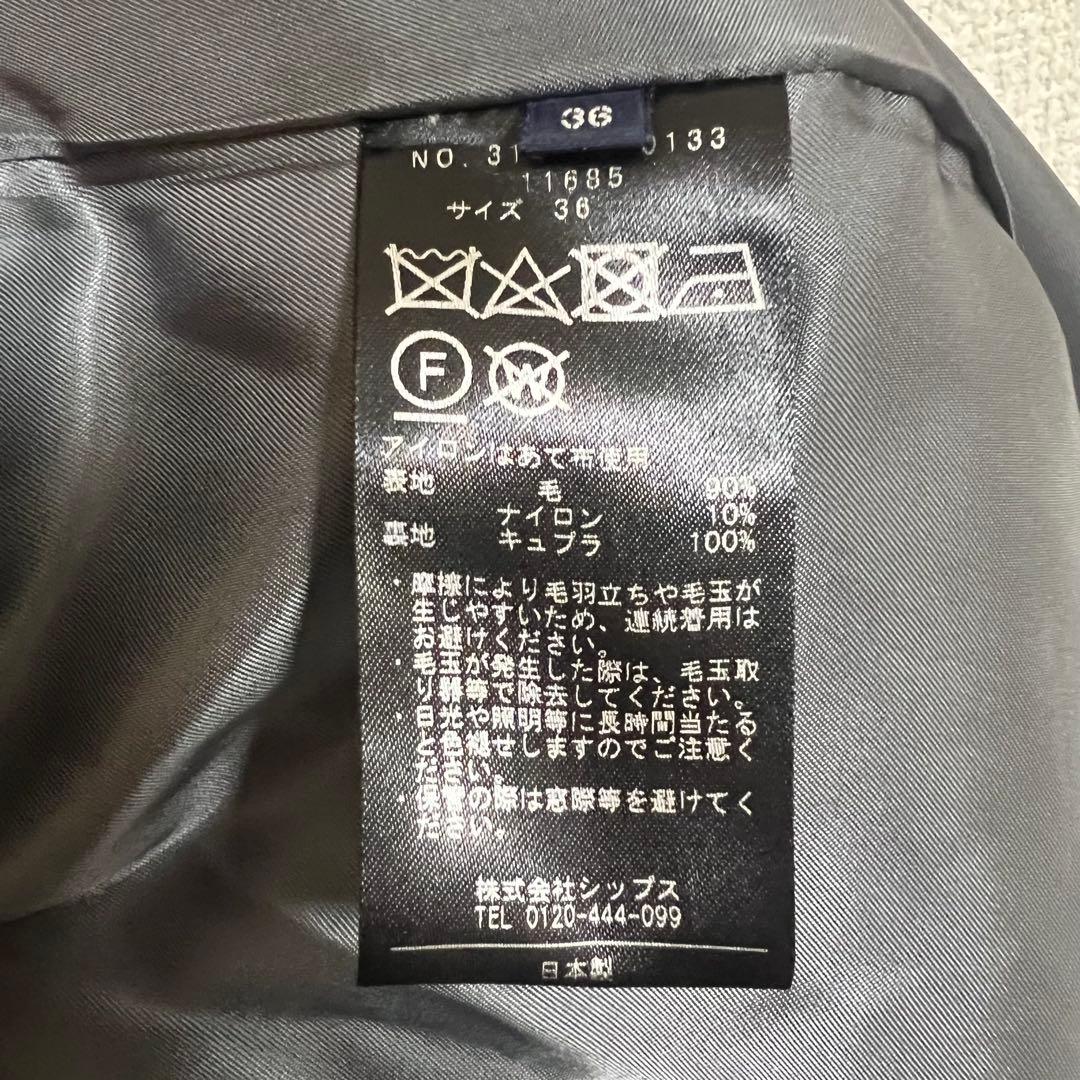 36
NO. 31 0133
11685
サイズ 36
F
W
アイロンはあて布使用
表地 毛 90%
ナイロン 10%
裏地 キュプラ 100%
・摩擦により毛羽立ちや毛玉が
生じやすいため、連続着用は
お避けください。
・毛玉が発生した際は、毛玉取
り器等で除去してください。
・日光や照明等に長時間当たる
と色褪せしますのでご注意く
ださい。
・保管の際は窓際等を避けてく
ださい。
株式会社シップス
TEL 0120-444-099
日本製